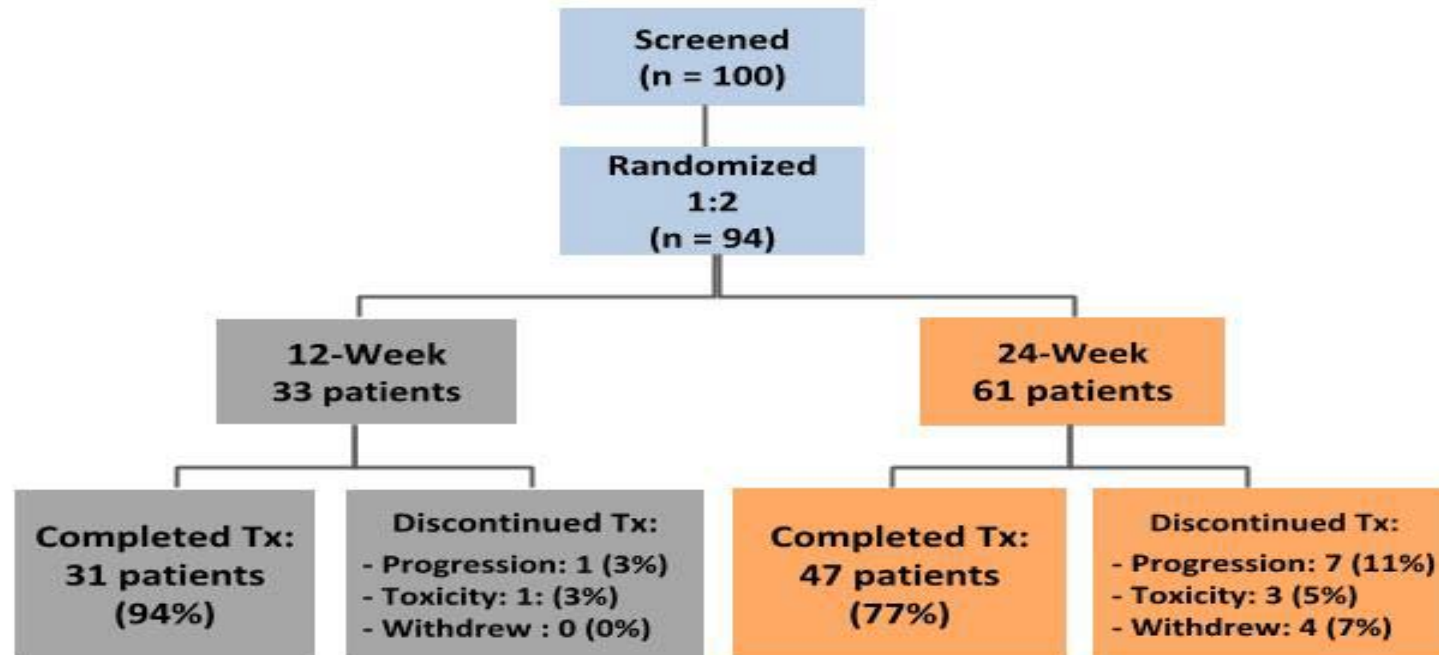 Screened
(n = 100)
Randomized
1:2
(n = 94)
12-Week
33 patients
24-Week
61 patients
Completed Tx:
31 patients
(94%)
Discontinued Tx:
- Progression: 1 (3%)
- Toxicity: 1: (3%)
- Withdrew : 0 (0%)
Completed Tx:
47 patients
(77%)
Discontinued Tx:
- Progression: 7 (11%)
- Toxicity: 3 (5%)
- Withdrew: 4 (7%)